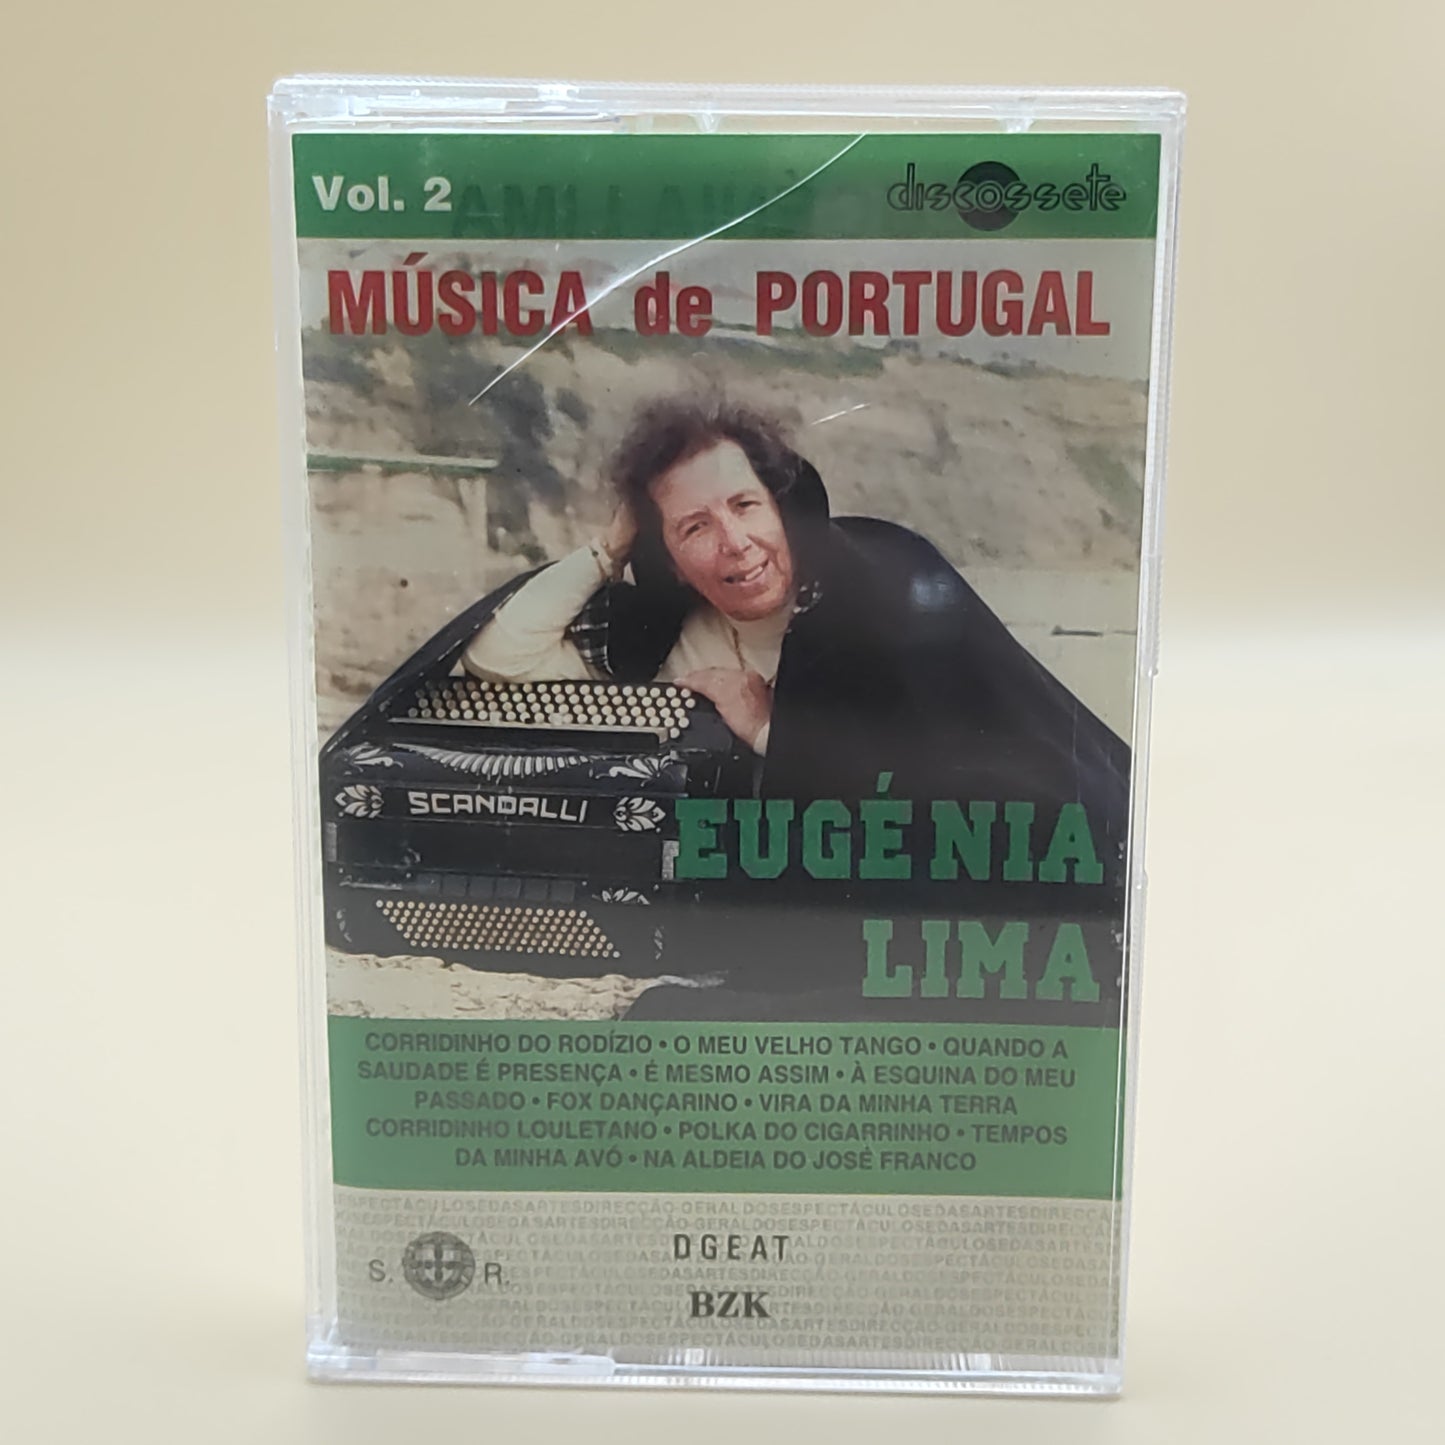 Vol. 2
discossete
MÚSICA de PORTUGAL
SCANDALLI
EUGÉNIA
LIMA
CORRIDINHO DO RODÍZIO • O MEU VELHO TANGO • QUANDO A
SAUDADE É PRESENÇA • É MESMO ASSIM • À ESQUINA DO MEU
PASSADO • FOX DANÇARINO • VIRA DA MINHA TERRA
CORRIDINHO LOULETANO • POLKA DO CIGARRINHO • TEMPOS
DA MINHA AVÓ • NA ALDEIA DO JOSÈ FRANCO
S. R.
DGEAT
BZK